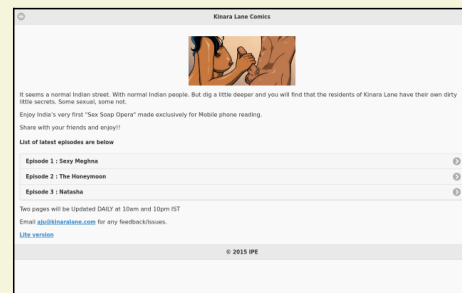 Kinara Lane Comics
It seems a normal Indian street. With normal Indian people. But dig a little deeper and you will find that the residents of Kinara Lane have their own dirty
little secrets. Some sexual, some not.
Enjoy India's very first "Sex Soap Opera" made exclusively for Mobile phone reading.
Share with your friends and enjoy!!
List of latest episodes are below
Episode 1 : Sexy Meghna
Episode 2 : The Honeymoon
Episode 3 : Natasha
Two pages will be Updated DAILY at 10am and 10pm IST
Email aju@kinaralane.com for any feedback/issues.
Lite version
© 2015 IPE